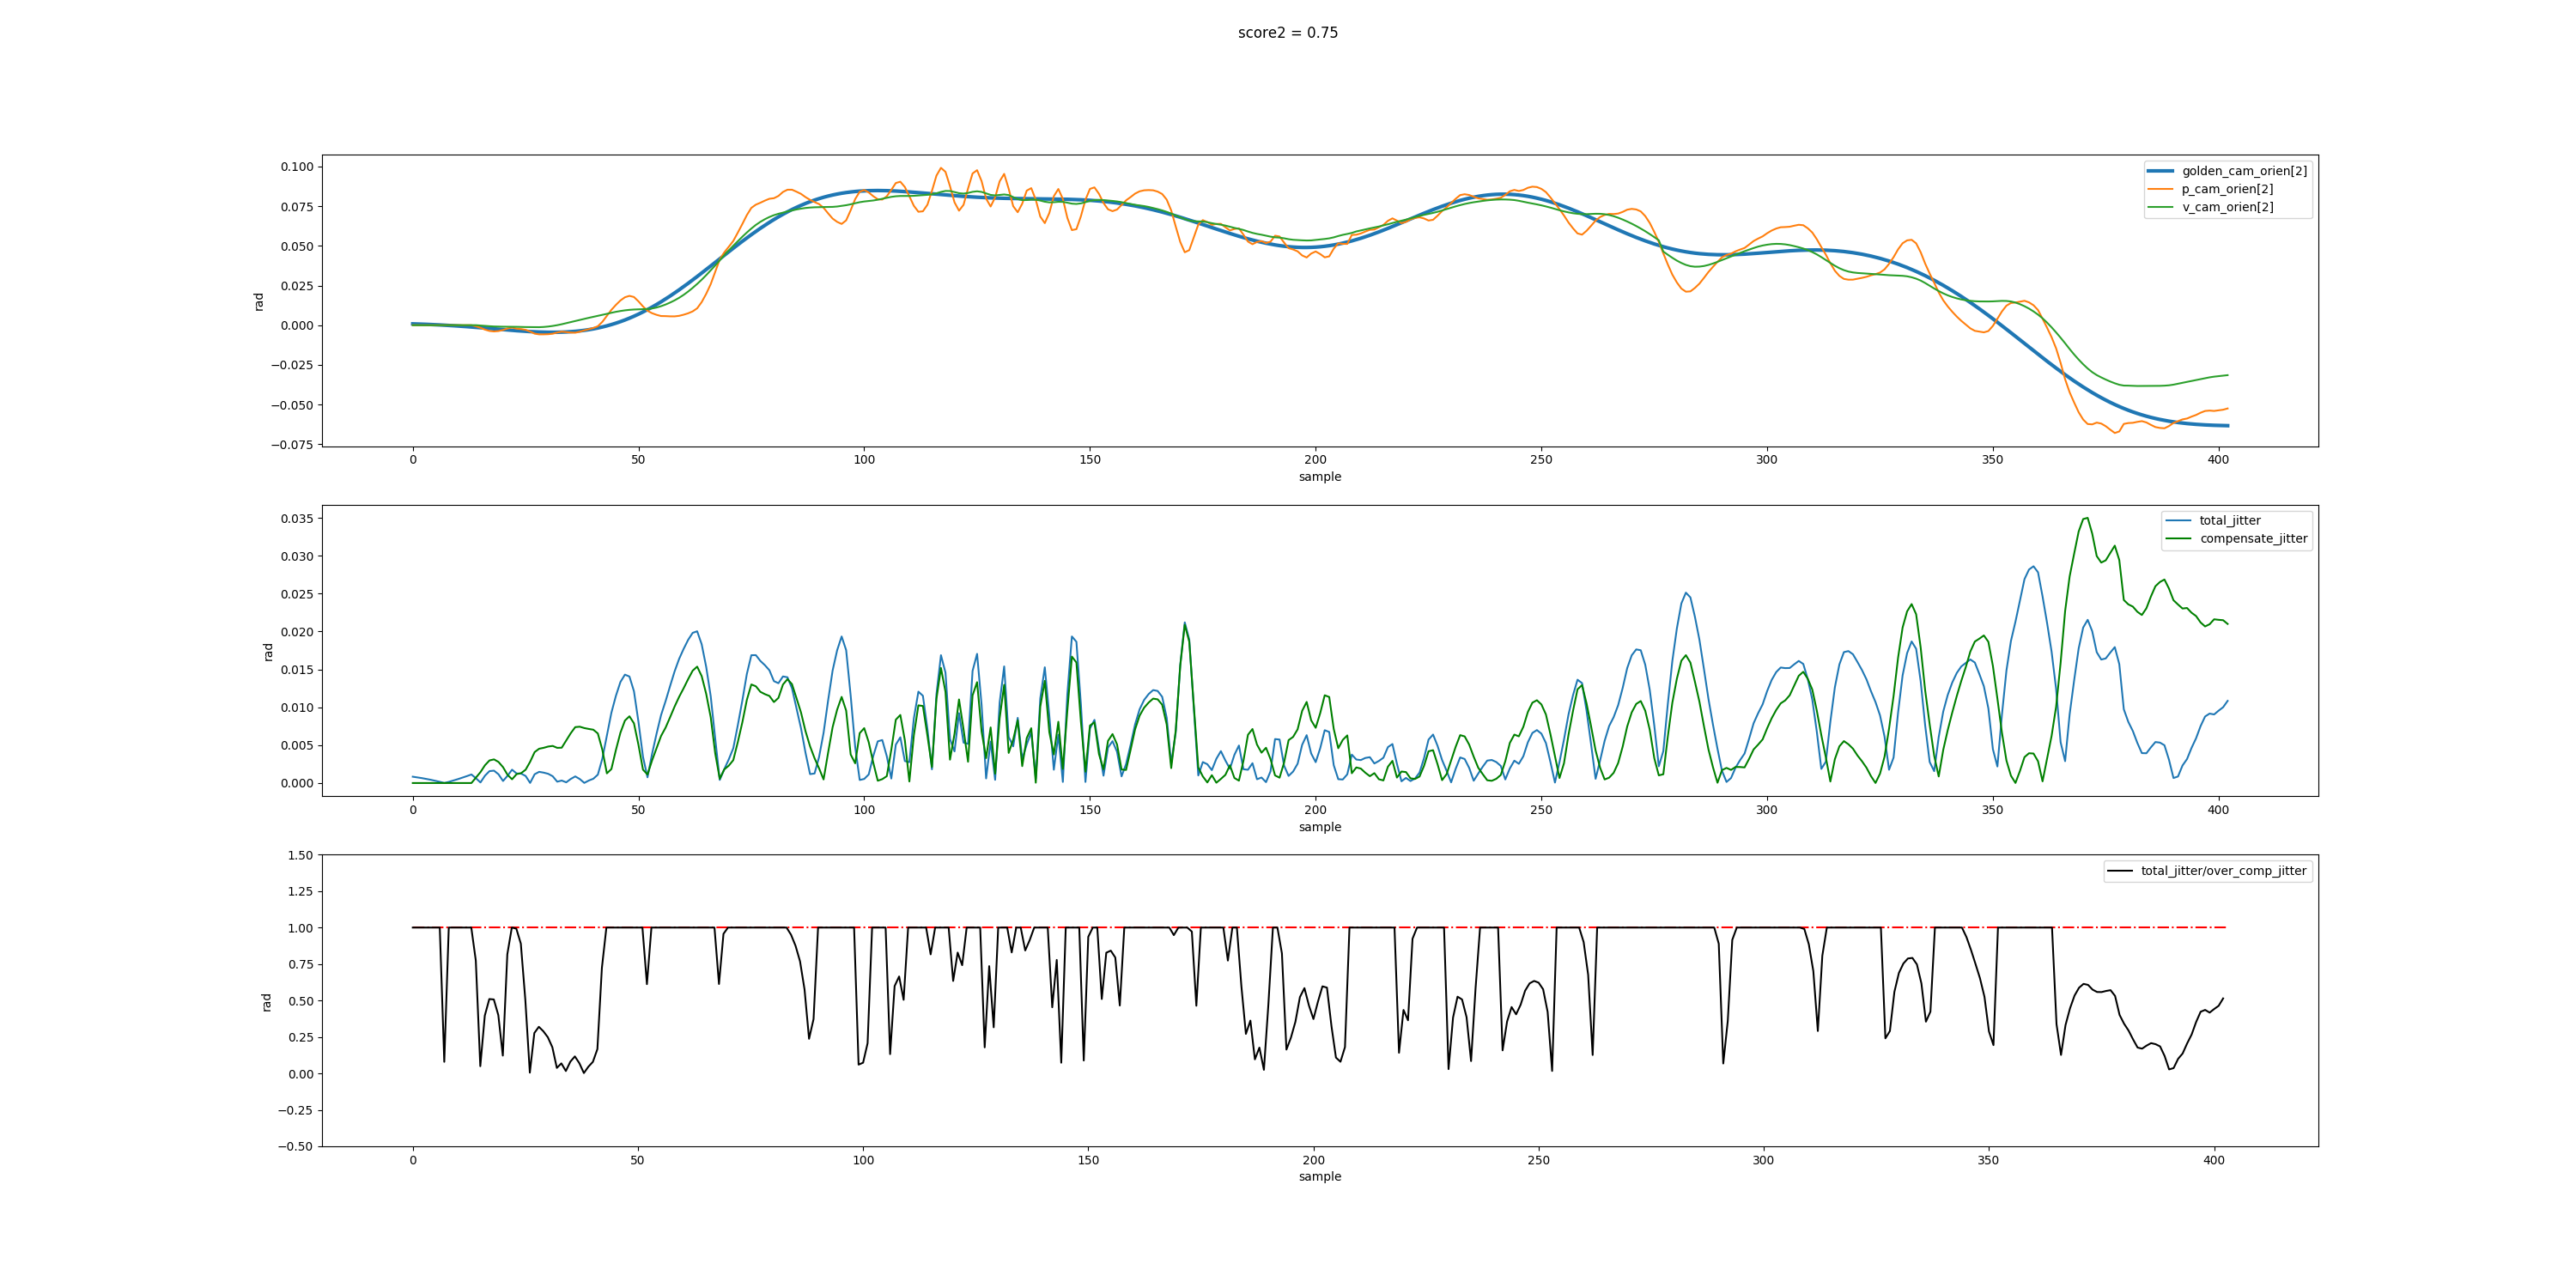 score2 = 0.75
0.100
0.075
0.050
0.025
0.000
−0.025
−0.050
−0.075
rad
golden_cam_orien[2]
p_cam_orien[2]
v_cam_orien[2]
0 50 100 150 200 250 300 350 400
sample
0.035
0.030
0.025
0.020
0.015
0.010
0.005
0.000
rad
total_jitter
compensate_jitter
0 50 100 150 200 250 300 350 400
sample
1.50
1.25
1.00
0.75
0.50
0.25
0.00
−0.25
−0.50
rad
total_jitter/over_comp_jitter
0 50 100 150 200 250 300 350 400
sample